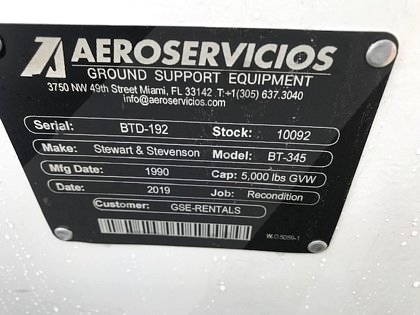 AEROSERVICIOS
GROUND SUPPORT EQUIPMENT
3750 NW 49th Street Miami, FL 33142 T:+1(305) 637.3040
info@aeroservicios.com
Serial: BTD-192 Stock: 10092
Make: Stewart & Stevenson Model: BT-345
Mfg Date: 1990 Cap: 5,000 lbs GVW
Date: 2019 Job: Recondition
Customer: GSE-RENTALS
W.O 5059-1